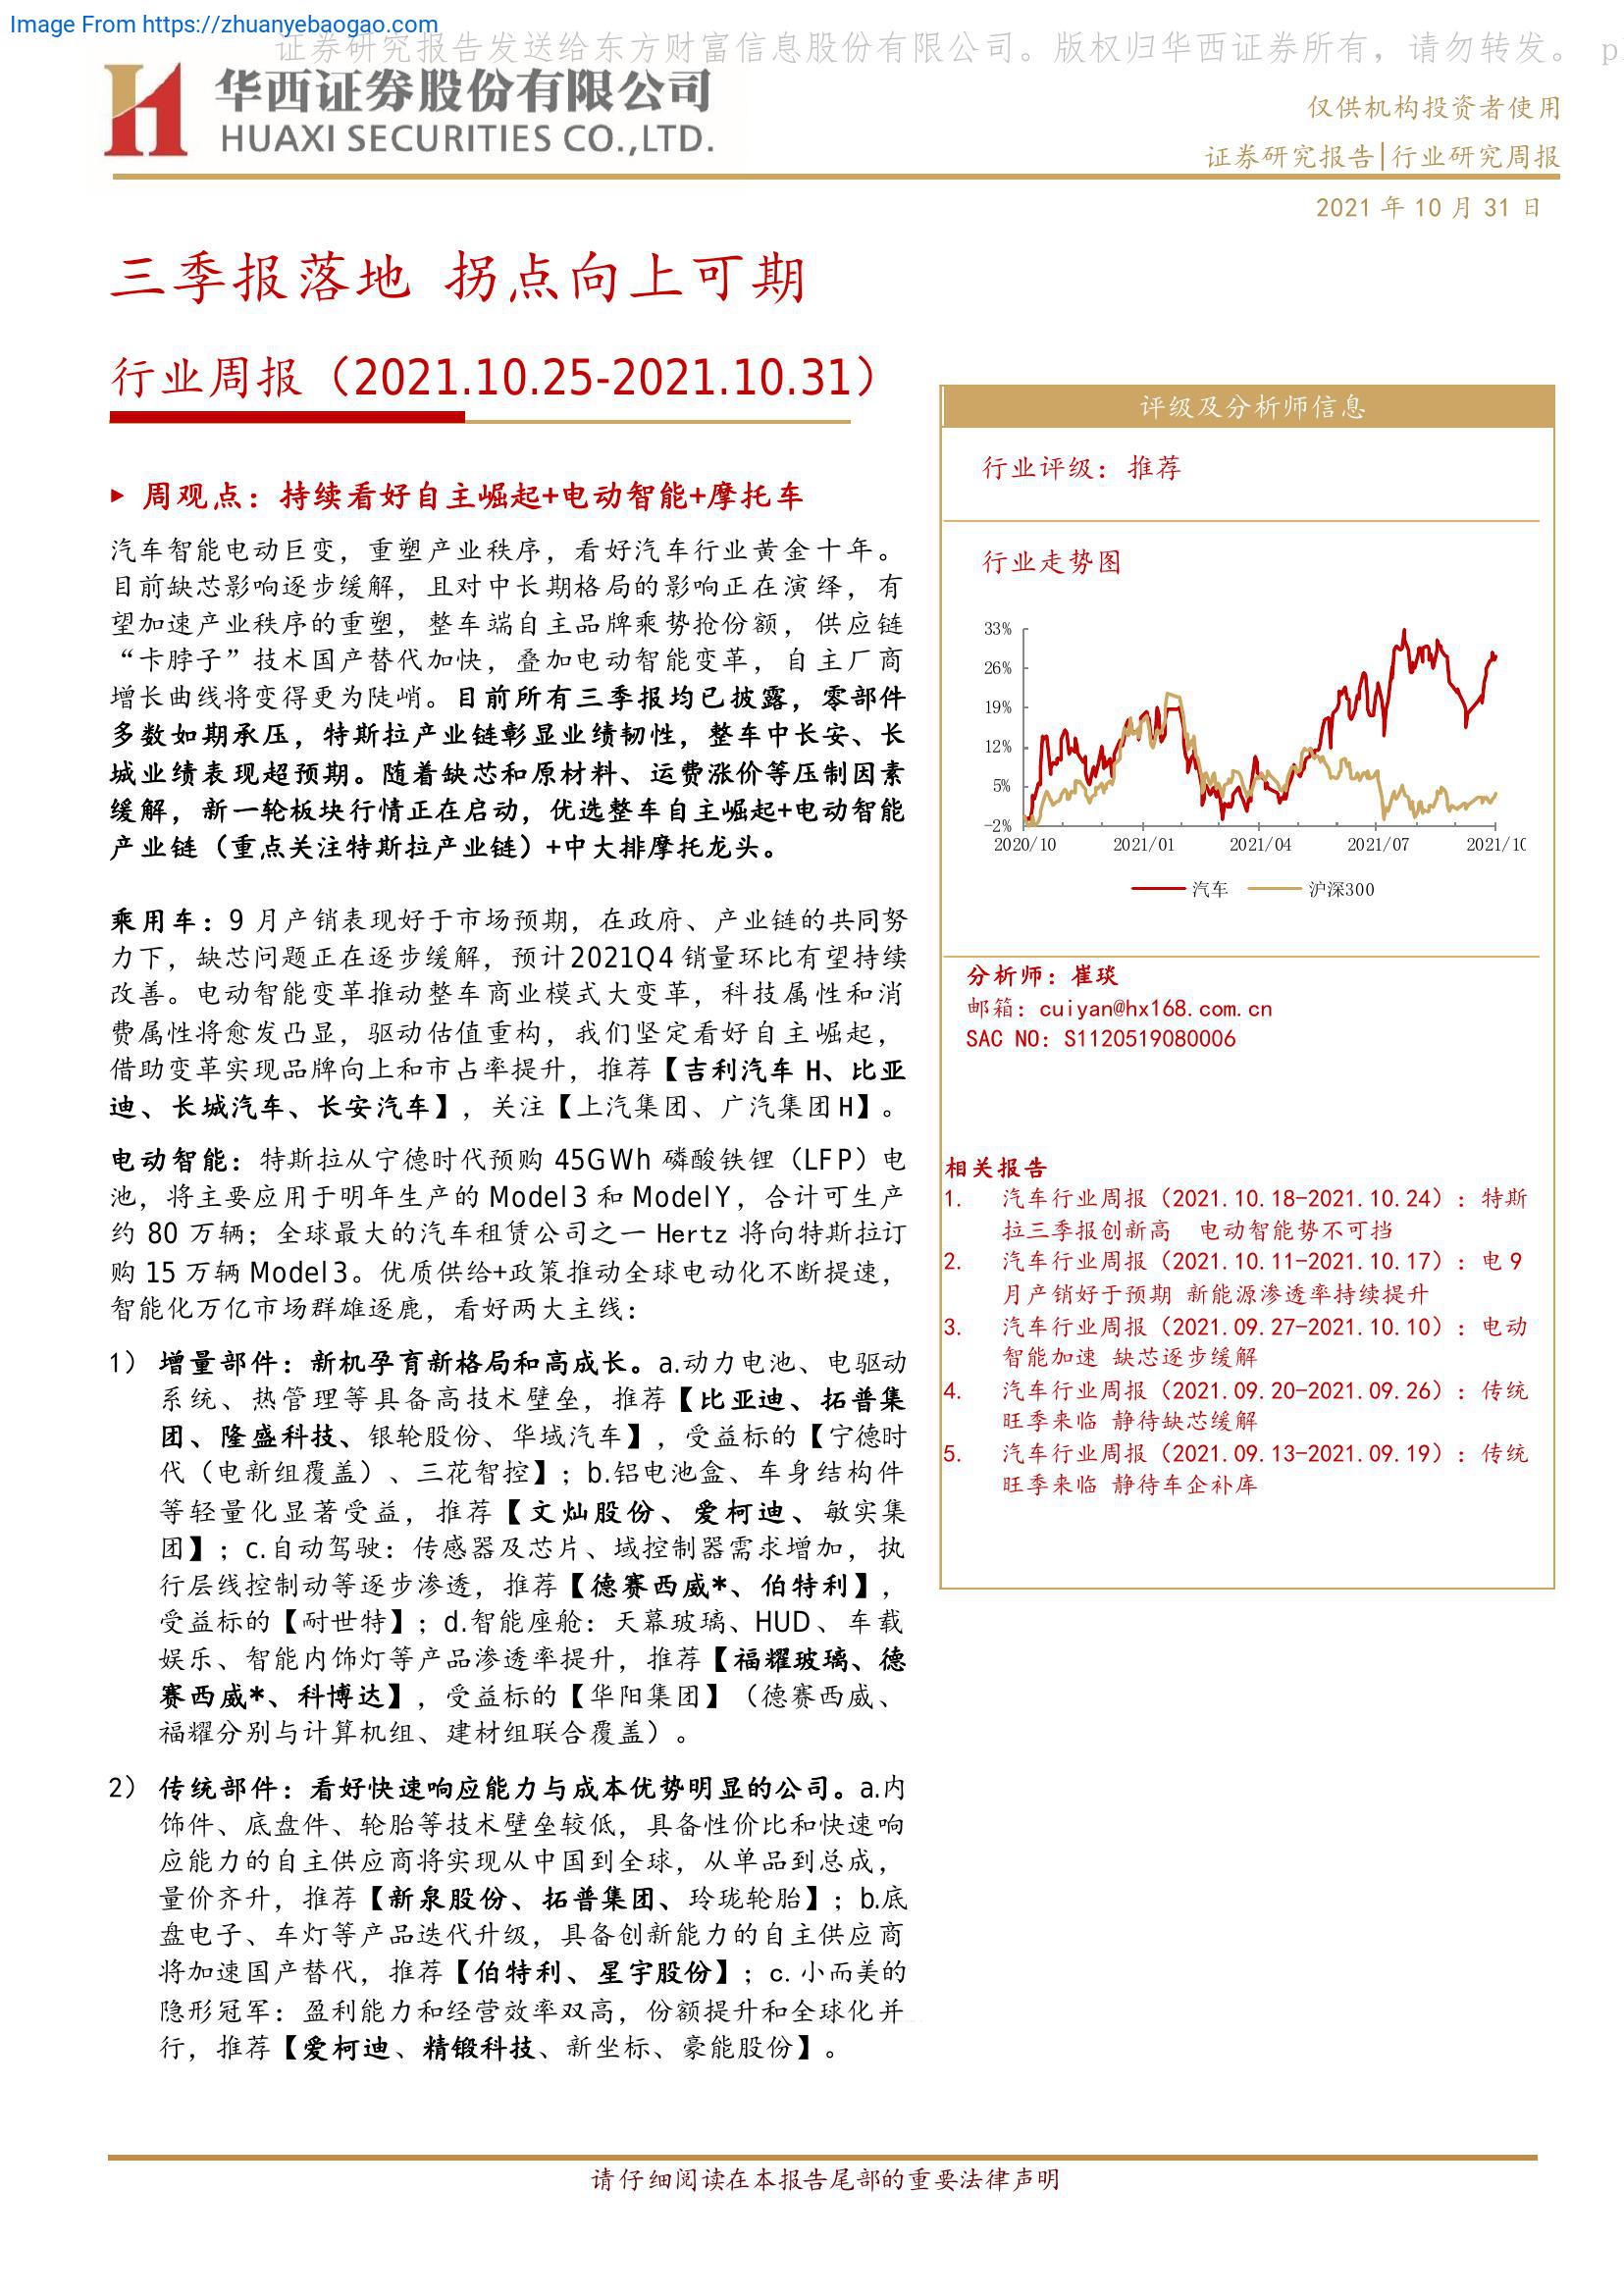 Image From https://zhuanyebaogao.com
证券研究报告发送给东方财富信息股份有限公司。版权归华西证券所有，请勿转发。 p
华西证券股份有限公司
HUAXI SECURITIES CO.,LTD.
仅供机构投资者使用
证券研究报告|行业研究周报
2021 年 10 月 31 日
三季报落地 拐点向上可期
行业周报（2021.10.25-2021.10.31）
周观点：持续看好自主崛起+电动智能+摩托车
汽车智能电动巨变，重塑产业秩序，看好汽车行业黄金十年。
目前缺芯影响逐步缓解，且对中长期格局的影响正在演绎，有
望加速产业秩序的重塑，整车端自主品牌乘势抢份额，供应链
“卡脖子”技术国产替代加快，叠加电动智能变革，自主厂商
增长曲线将变得更为陡峭。目前所有三季报均已披露，零部件
多数如期承压，特斯拉产业链彰显业绩韧性，整车中长安、长
城业绩表现超预期。随着缺芯和原材料、运费涨价等压制因素
缓解，新一轮板块行情正在启动，优选整车自主崛起+电动智能
产业链（重点关注特斯拉产业链）+中大排摩托龙头。
乘用车：9 月产销表现好于市场预期，在政府、产业链的共同努
力下，缺芯问题正在逐步缓解，预计 2021Q4 销量环比有望持续
改善。电动智能变革推动整车商业模式大变革，科技属性和消
费属性将愈发凸显，驱动估值重构，我们坚定看好自主崛起，
借助变革实现品牌向上和市占率提升，推荐【吉利汽车 H、比亚
迪、长城汽车、长安汽车】，关注【上汽集团、广汽集团 H】。
电动智能：特斯拉从宁德时代预购 45GWh 磷酸铁锂（LFP）电
池，将主要应用于明年生产的 Model 3 和 Model Y，合计可生产
约 80 万辆；全球最大的汽车租赁公司之一 Hertz 将向特斯拉订
购 15 万辆 Model 3。优质供给+政策推动全球电动化不断提速，
智能化万亿市场群雄逐鹿，看好两大主线：
1） 增量部件：新机孕育新格局和高成长。a.动力电池、电驱动
系统、热管理等具备高技术壁垒，推荐【比亚迪、拓普集
团、隆盛科技、银轮股份、华域汽车】，受益标的【宁德时
代（电新组覆盖）、三花智控】；b.铝电池盒、车身结构件
等轻量化显著受益，推荐【文灿股份、爱柯迪、敏实集
团】；c.自动驾驶：传感器及芯片、域控制器需求增加，执
行层线控制动等逐步渗透，推荐【德赛西威*、伯特利】，
受益标的【耐世特】；d.智能座舱：天幕玻璃、HUD、车载
娱乐、智能内饰灯等产品渗透率提升，推荐【福耀玻璃、德
赛西威*、科博达】，受益标的【华阳集团】（德赛西威、
福耀分别与计算机组、建材组联合覆盖）。
2） 传统部件：看好快速响应能力与成本优势明显的公司。a.内
饰件、底盘件、轮胎等技术壁垒较低，具备性价比和快速响
应能力的自主供应商将实现从中国到全球，从单品到总成，
量价齐升，推荐【新泉股份、拓普集团、玲珑轮胎】；b.底
盘电子、车灯等产品迭代升级，具备创新能力的自主供应商
将加速国产替代，推荐【伯特利、星宇股份】；c. 小而美的
隐形冠军：盈利能力和经营效率双高，份额提升和全球化并
行，推荐【爱柯迪、精锻科技、新坐标、豪能股份】。
评级及分析师信息
行业评级：推荐
行业走势图
33%
26%
19%
12%
5%
-2%
2020/10 2021/01 2021/04 2021/07 2021/10
汽车 沪深300
分析师：崔琰
邮箱：cuiyan@hx168.com.cn
SAC NO：S1120519080006
相关报告
1. 汽车行业周报（2021.10.18-2021.10.24）：特斯
拉三季报创新高 电动智能势不可挡
2. 汽车行业周报（2021.10.11-2021.10.17）：电 9
月产销好于预期 新能源渗透率持续提升
3. 汽车行业周报（2021.09.27-2021.10.10）：电动
智能加速 缺芯逐步缓解
4. 汽车行业周报（2021.09.20-2021.09.26）：传统
旺季来临 静待缺芯缓解
5. 汽车行业周报（2021.09.13-2021.09.19）：传统
旺季来临 静待车企补库
请仔细阅读在本报告尾部的重要法律声明